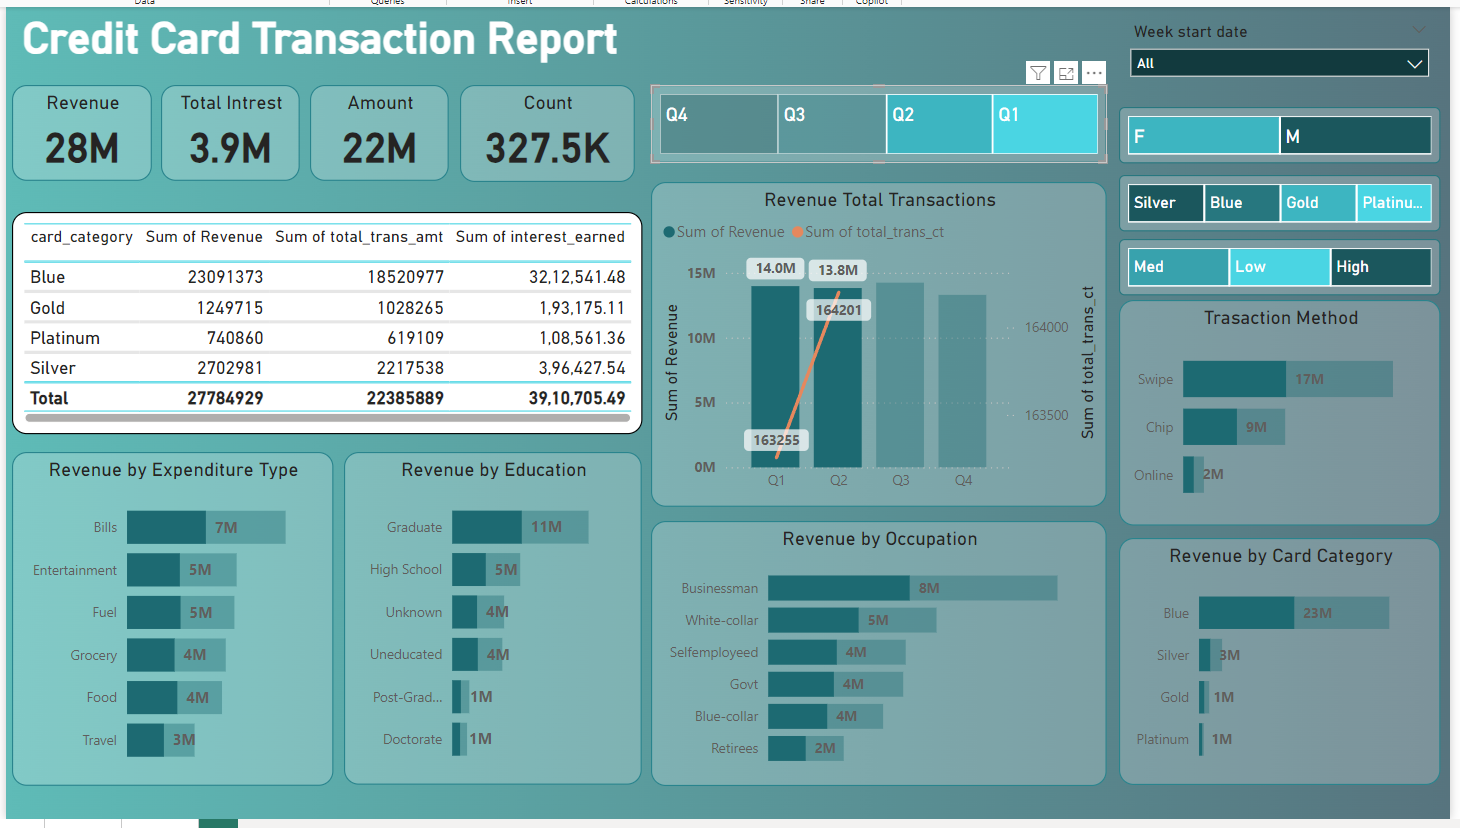 Data Queries Insert Calculations Sensitivity Share Copilot
Credit Card Transaction Report
Week start date
All
Revenue
28M
Total Intrest
3.9M
Amount
22M
Count
327.5K
Q4 Q3 Q2 Q1
F M
Silver Blue Gold Platinu...
Med Low High
card_category Sum of Revenue Sum of total_trans_amt Sum of interest_earned
Blue 23091373 18520977 32,12,541.48
Gold 1249715 1028265 1,93,175.11
Platinum 740860 619109 1,08,561.36
Silver 2702981 2217538 3,96,427.54
Total 27784929 22385889 39,10,705.49
Revenue Total Transactions
Sum of Revenue Sum of total_trans_ct
15M
10M
5M
0M
Sum of Revenue
14.0M 13.8M
164201
163255
164000
163500
Sum of total_trans_ct
Q1 Q2 Q3 Q4
Trasaction Method
Swipe 17M
Chip 9M
Online 2M
Revenue by Expenditure Type
Bills 7M
Entertainment 5M
Fuel 5M
Grocery 4M
Food 4M
Travel 3M
Revenue by Education
Graduate 11M
High School 5M
Unknown 4M
Uneducated 4M
Post-Grad... 1M
Doctorate 1M
Revenue by Occupation
Businessman 8M
White-collar 5M
Selfemployeed 4M
Govt 4M
Blue-collar 4M
Retirees 2M
Revenue by Card Category
Blue 23M
Silver 3M
Gold 1M
Platinum 1M